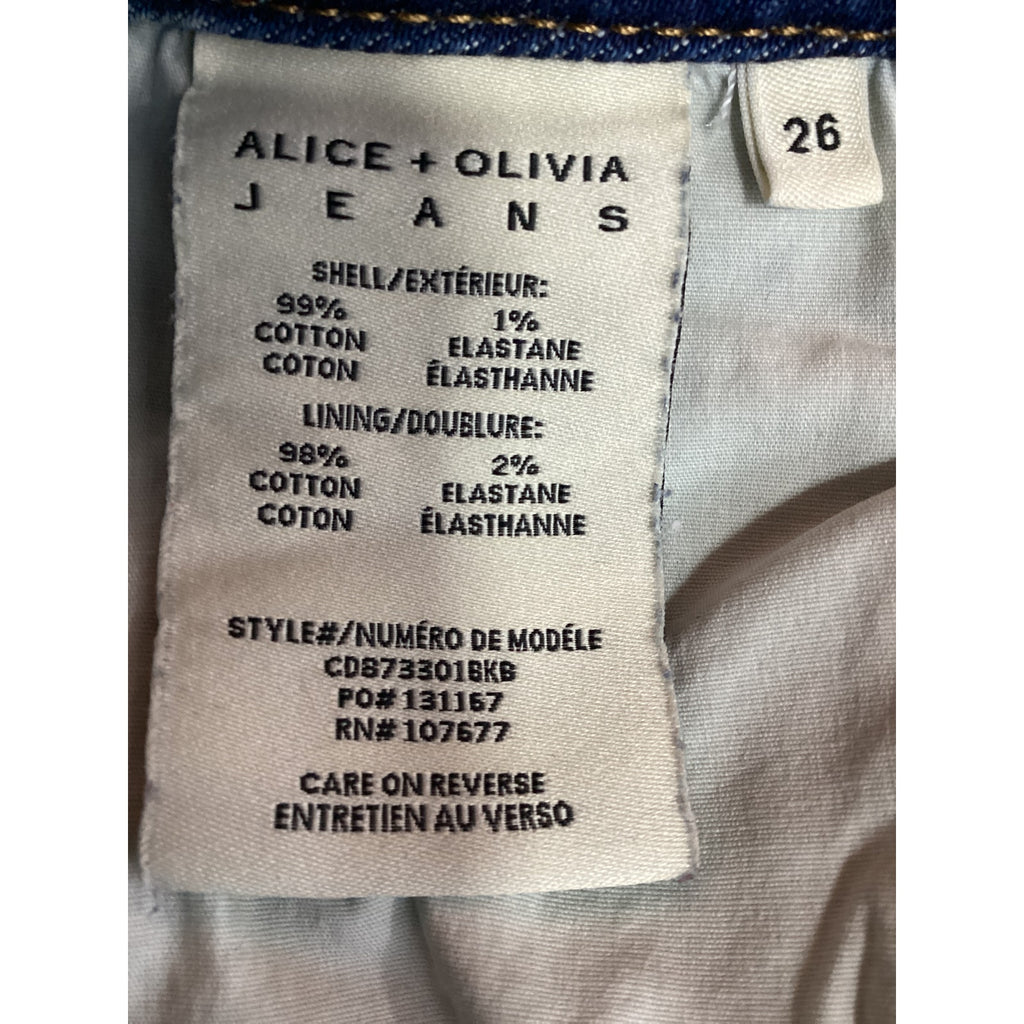 ALICE + OLIVIA
JEANS
26
SHELL/EXTÉRIEUR:
99% 1%
COTTON ELASTANE
COTON ÉLASTHANNE
LINING/DOUBLURE:
98% 2%
COTTON ELASTANE
COTON ÉLASTHANNE
STYLE#/NUMÉRO DE MODÉLE
CD873301BKB
PO# 131167
RN# 107677
CARE ON REVERSE
ENTRETIEN AU VERSO